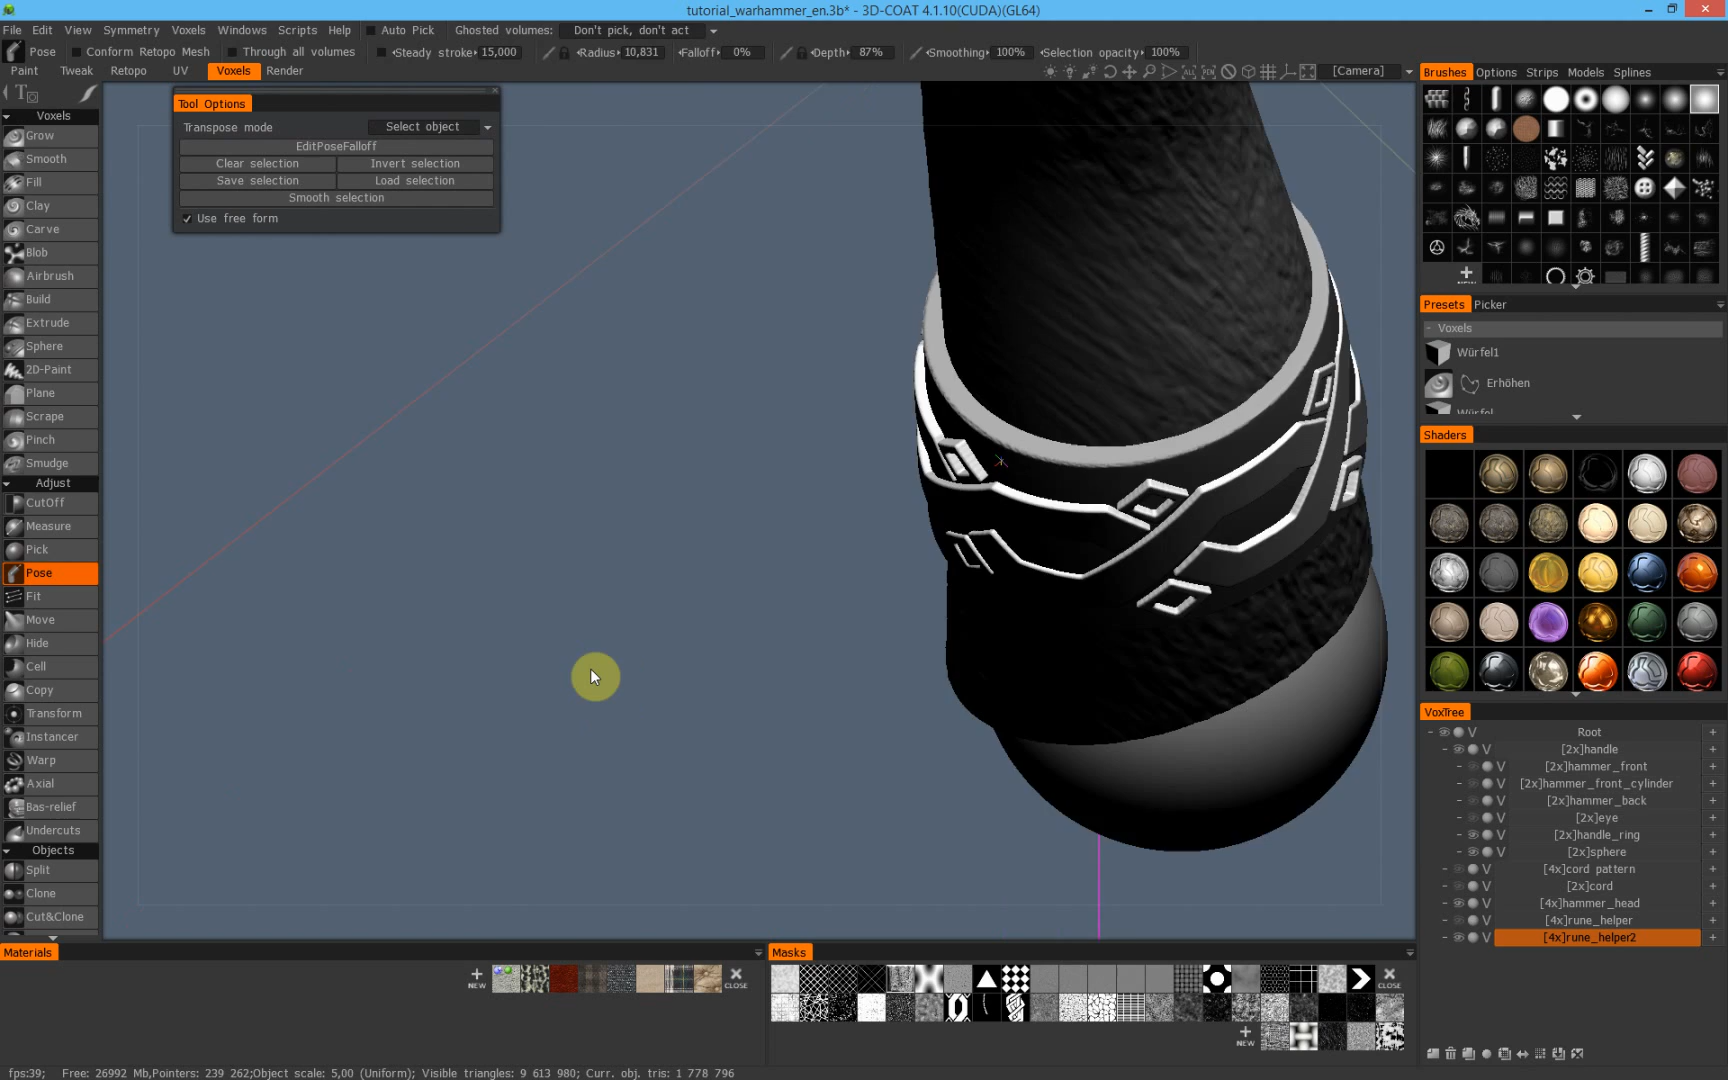 tutorial_warhammer_en.3b* - 3D-COAT 4.1.10(CUDA)(GL64)
File Edit View Symmetry Voxels Windows Scripts Help Auto Pick Ghosted volumes: Don't pick, don't act
Pose Conform Retopo Mesh Through all volumes Steady stroke 15,000 Radius 10,831 Falloff 0% Depth 87% Smoothing 100% Selection opacity 100%
Paint Tweak Retopo UV Voxels Render [Camera]
Brushes Options Strips Models Splines
Tool Options
Transpose mode Select object
EditPoseFalloff
Clear selection Invert selection
Save selection Load selection
Smooth selection
Use free form
Voxels
Grow
Smooth
Fill
Clay
Carve
Blob
Airbrush
Build
Extrude
Sphere
2D-Paint
Plane
Scrape
Pinch
Smudge
Adjust
CutOff
Measure
Pick
Pose
Fit
Move
Hide
Cell
Copy
Transform
Instancer
Warp
Axial
Bas-relief
Undercuts
Objects
Split
Clone
Cut&Clone
NEW
Presets Picker
- Voxels
Würfel1
Erhöhen
Würfel
Shaders
VoxTree
Root
[2x]handle
[2x]hammer_front
[2x]hammer_front_cylinder
[2x]hammer_back
[2x]eye
[2x]handle_ring
[2x]sphere
[4x]cord pattern
[2x]cord
[4x]hammer_head
[4x]rune_helper
[4x]rune_helper2
Materials
NEW CLOSE
Masks
CLOSE
NEW
fps:39; Free: 26992 Mb,Pointers: 239 262;Object scale: 5,00 (Uniform); Visible triangles: 9 613 980; Curr. obj. tris: 1 778 796